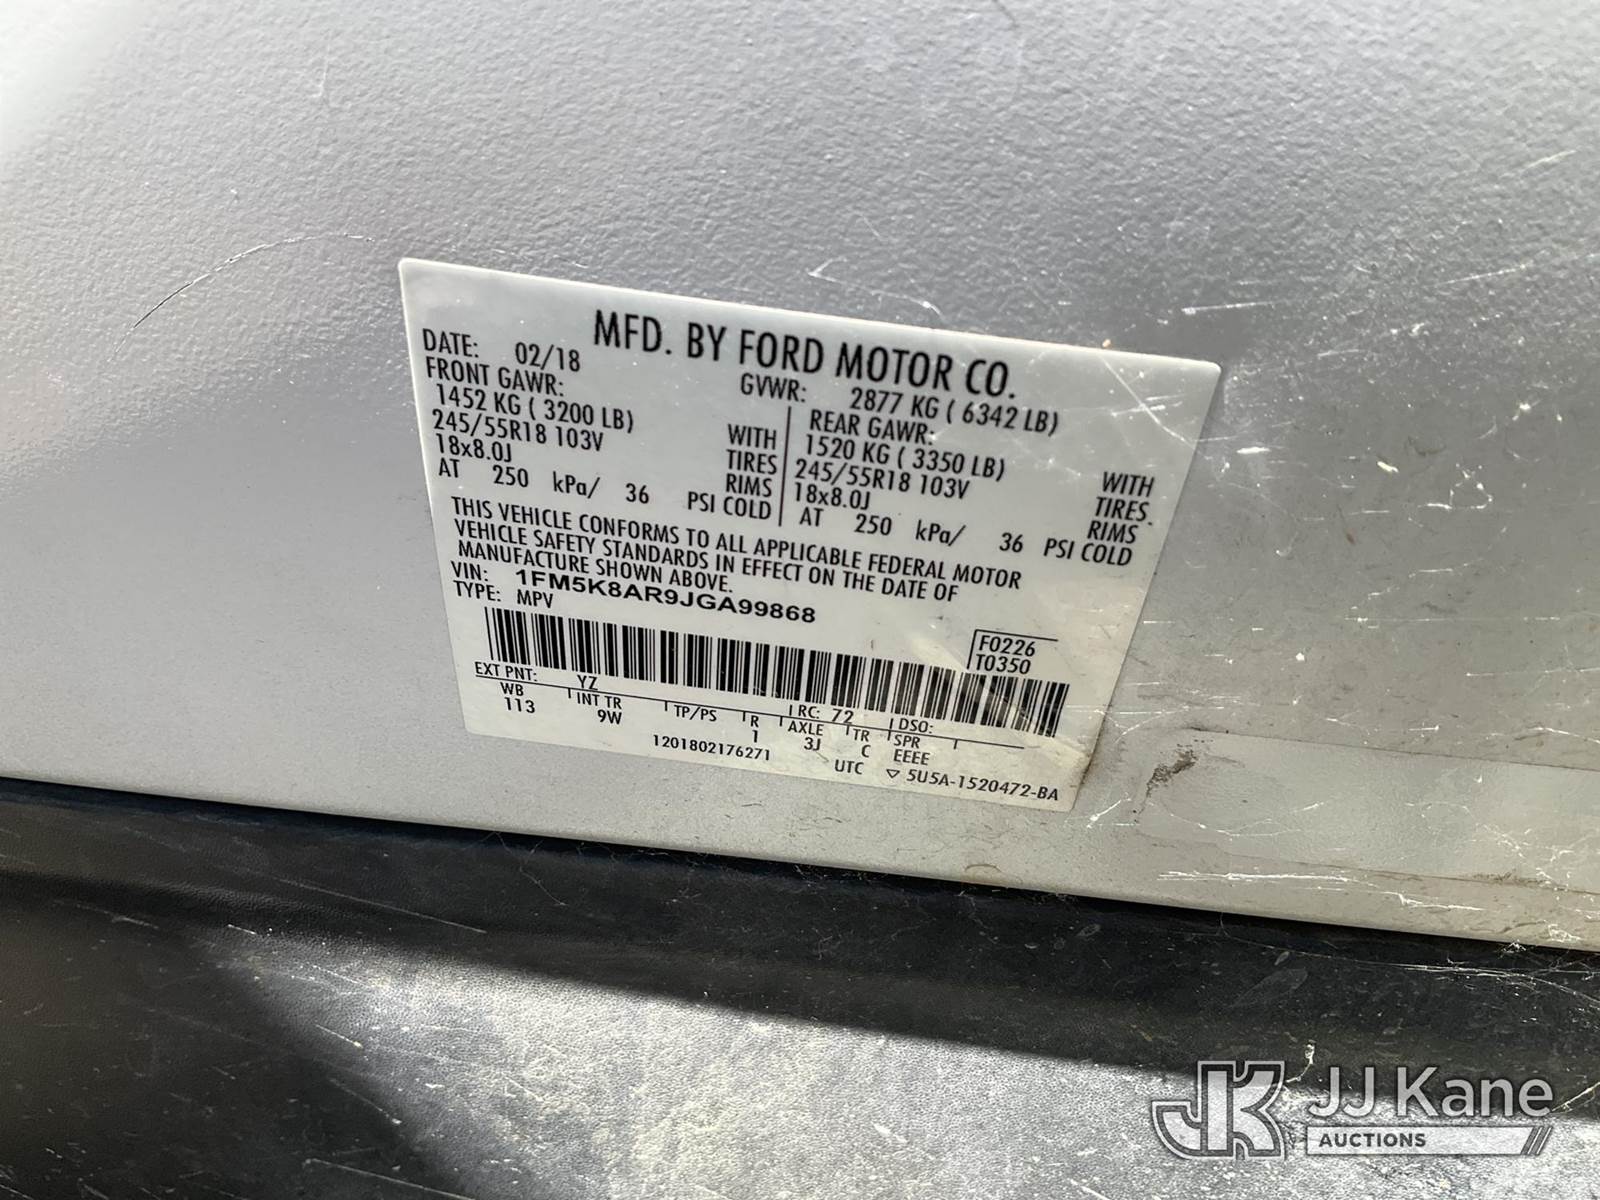 MFD. BY FORD MOTOR CO.
DATE: 02/18 GVWR: 2877 KG ( 6342 LB)
FRONT GAWR: REAR GAWR:
1452 KG ( 3200 LB) WITH 1520 KG ( 3350 LB) WITH
245/55R18 103V TIRES 245/55R18 103V TIRES
18x8.0J RIMS 18x8.0J RIMS
AT 250 kPa/ 36 PSI COLD AT 250 kPa/ 36 PSI COLD
THIS VEHICLE CONFORMS TO ALL APPLICABLE FEDERAL MOTOR
VEHICLE SAFETY STANDARDS IN EFFECT ON THE DATE OF
MANUFACTURE SHOWN ABOVE.
VIN: 1FM5K8AR9JGA99868
TYPE: MPV
F0226
T0350
EXT PNT: YZ RC: 72 DSO:
WB INT TR TP/PS R AXLE TR SPR
113 9W 1 3J C EEEE
1201802176271 UTC ▽ 5U5A-1520472-BA
JK JJ Kane
AUCTIONS